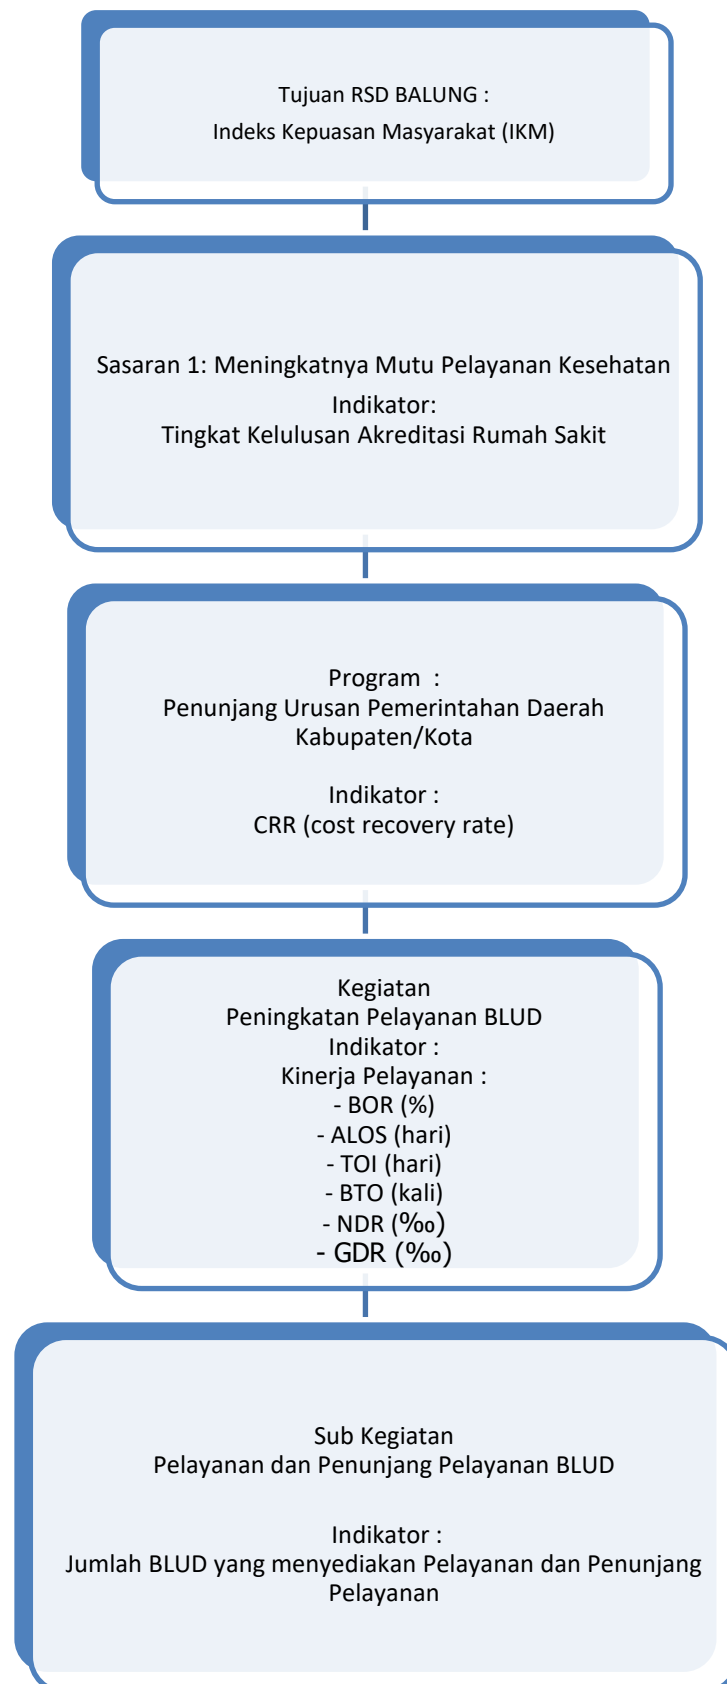 Tujuan RSD BALUNG :
Indeks Kepuasan Masyarakat (IKM)
Sasaran 1: Meningkatnya Mutu Pelayanan Kesehatan
Indikator:
Tingkat Kelulusan Akreditasi Rumah Sakit
Program :
Penunjang Urusan Pemerintahan Daerah
Kabupaten/Kota
Indikator :
CRR (cost recovery rate)
Kegiatan
Peningkatan Pelayanan BLUD
Indikator :
Kinerja Pelayanan :
- BOR (%)
- ALOS (hari)
- TOI (hari)
- BTO (kali)
- NDR (‰)
- GDR (‰)
Sub Kegiatan
Pelayanan dan Penunjang Pelayanan BLUD
Indikator :
Jumlah BLUD yang menyediakan Pelayanan dan Penunjang
Pelayanan